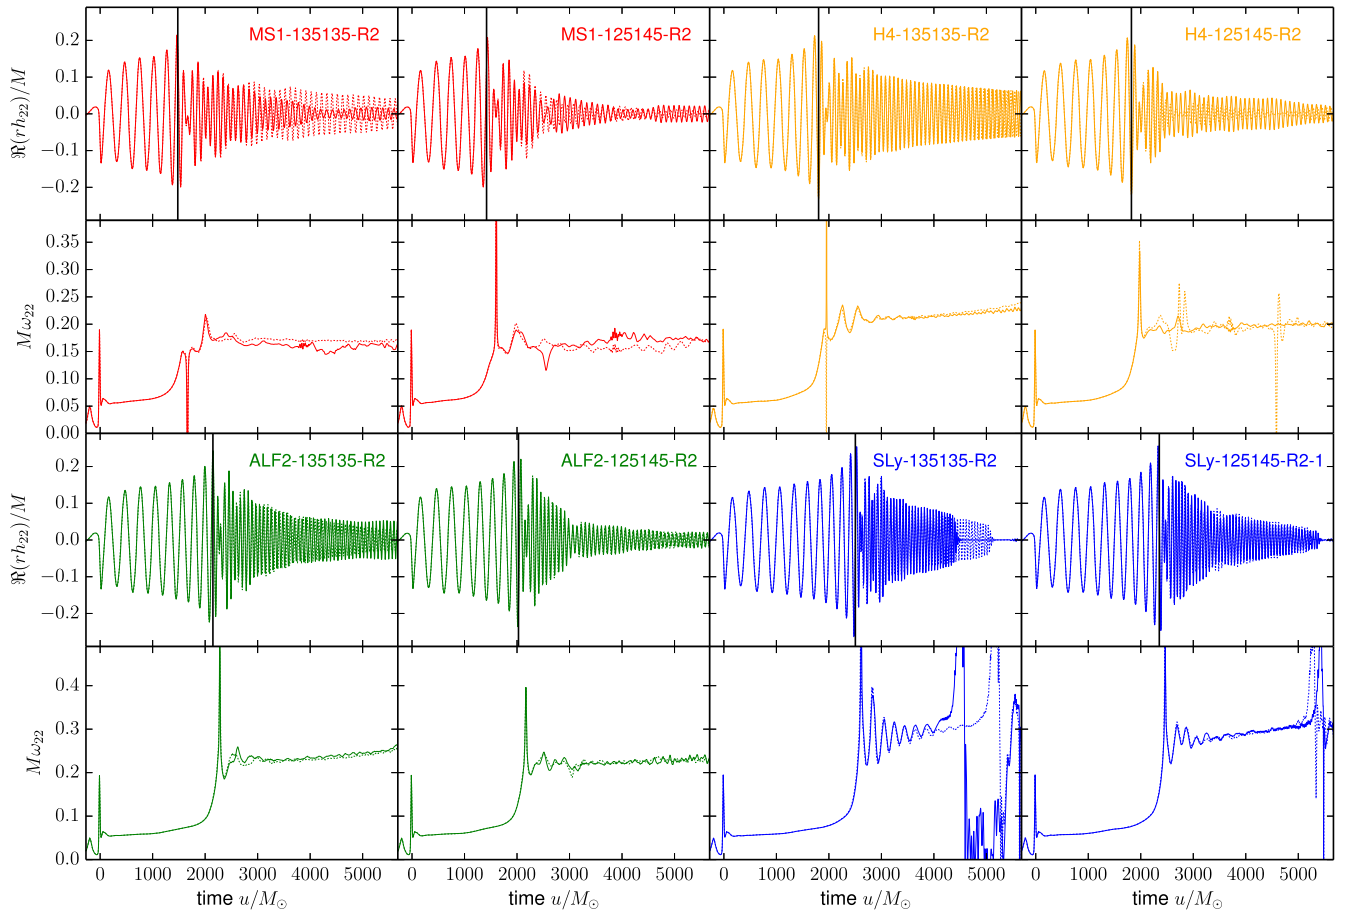 MS1-135135-R2
MS1-125145-R2
H4-135135-R2
H4-125145-R2
ℜ(rh₂₂)/M
0.2
0.1
0.0
−0.1
−0.2
Mω₂₂
0.35
0.30
0.25
0.20
0.15
0.10
0.05
0.00
ALF2-135135-R2
ALF2-125145-R2
SLy-135135-R2
SLy-125145-R2-1
ℜ(rh₂₂)/M
0.2
0.1
0.0
−0.1
−0.2
Mω₂₂
0.4
0.3
0.2
0.1
0.0
0 1000 2000 3000 4000 5000
0 1000 2000 3000 4000 5000
0 1000 2000 3000 4000 5000
0 1000 2000 3000 4000 5000
time u/M⊙
time u/M⊙
time u/M⊙
time u/M⊙